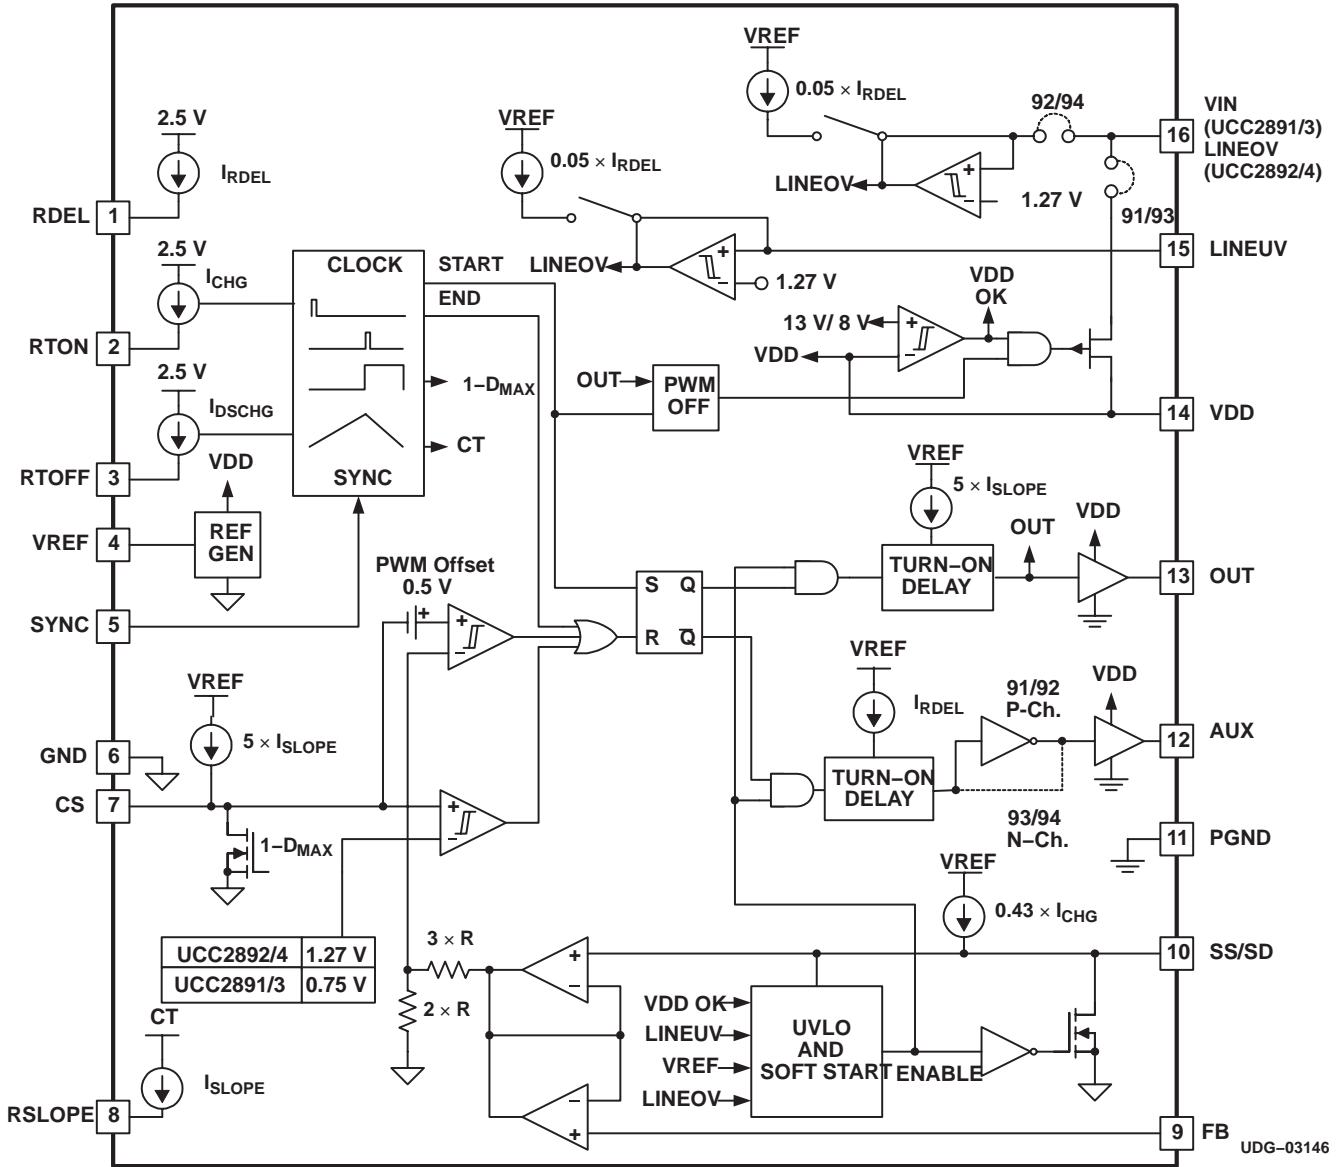 VREF
0.05 × IRDEL
92/94
16
VIN
(UCC2891/3)
LINEOV
(UCC2892/4)
LINEOV
+
−
1.27 V
91/93
2.5 V
IRDEL
RDEL
1
VREF
0.05 × IRDEL
LINEOV
+
−
1.27 V
15
LINEUV
2.5 V
ICHG
RTON
2
CLOCK
START
END
1−DMAX
CT
SYNC
2.5 V
IDSCHG
RTOFF
3
VDD
OK
13 V/ 8 V
+
−
VDD
OUT
PWM
OFF
14
VDD
VDD
VREF
4
REF
GEN
SYNC
5
VREF
5 × ISLOPE
TURN−ON
DELAY
OUT
VDD
13
OUT
PWM Offset
0.5 V
+
+
−
S
Q
R
Q̅
VREF
5 × ISLOPE
GND
6
CS
7
1−DMAX
+
−
VREF
IRDEL
TURN−ON
DELAY
91/92
P-Ch.
93/94
N−Ch.
VDD
12
AUX
11
PGND
UCC2892/4
1.27 V
UCC2891/3
0.75 V
3 × R
2 × R
+
−
−
+
VREF
0.43 × ICHG
10
SS/SD
VDD OK
LINEUV
VREF
LINEOV
UVLO
AND
SOFT START
ENABLE
CT
ISLOPE
RSLOPE
8
9
FB
UDG−03146